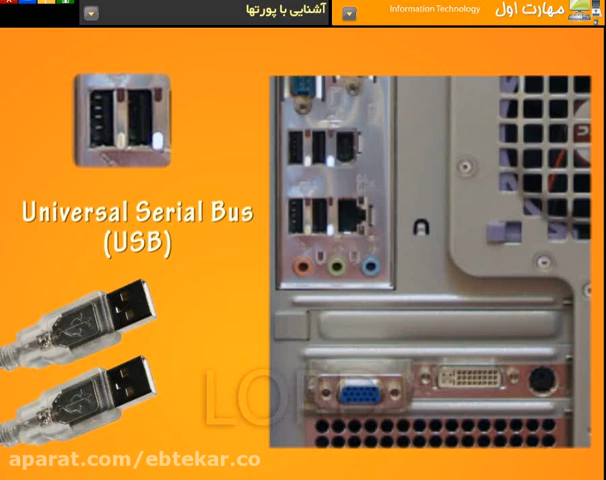 مهارت اول
Information Technology
آشنایی با پورتها
Universal Serial Bus
(USB)
aparat.com/ebtekar.co